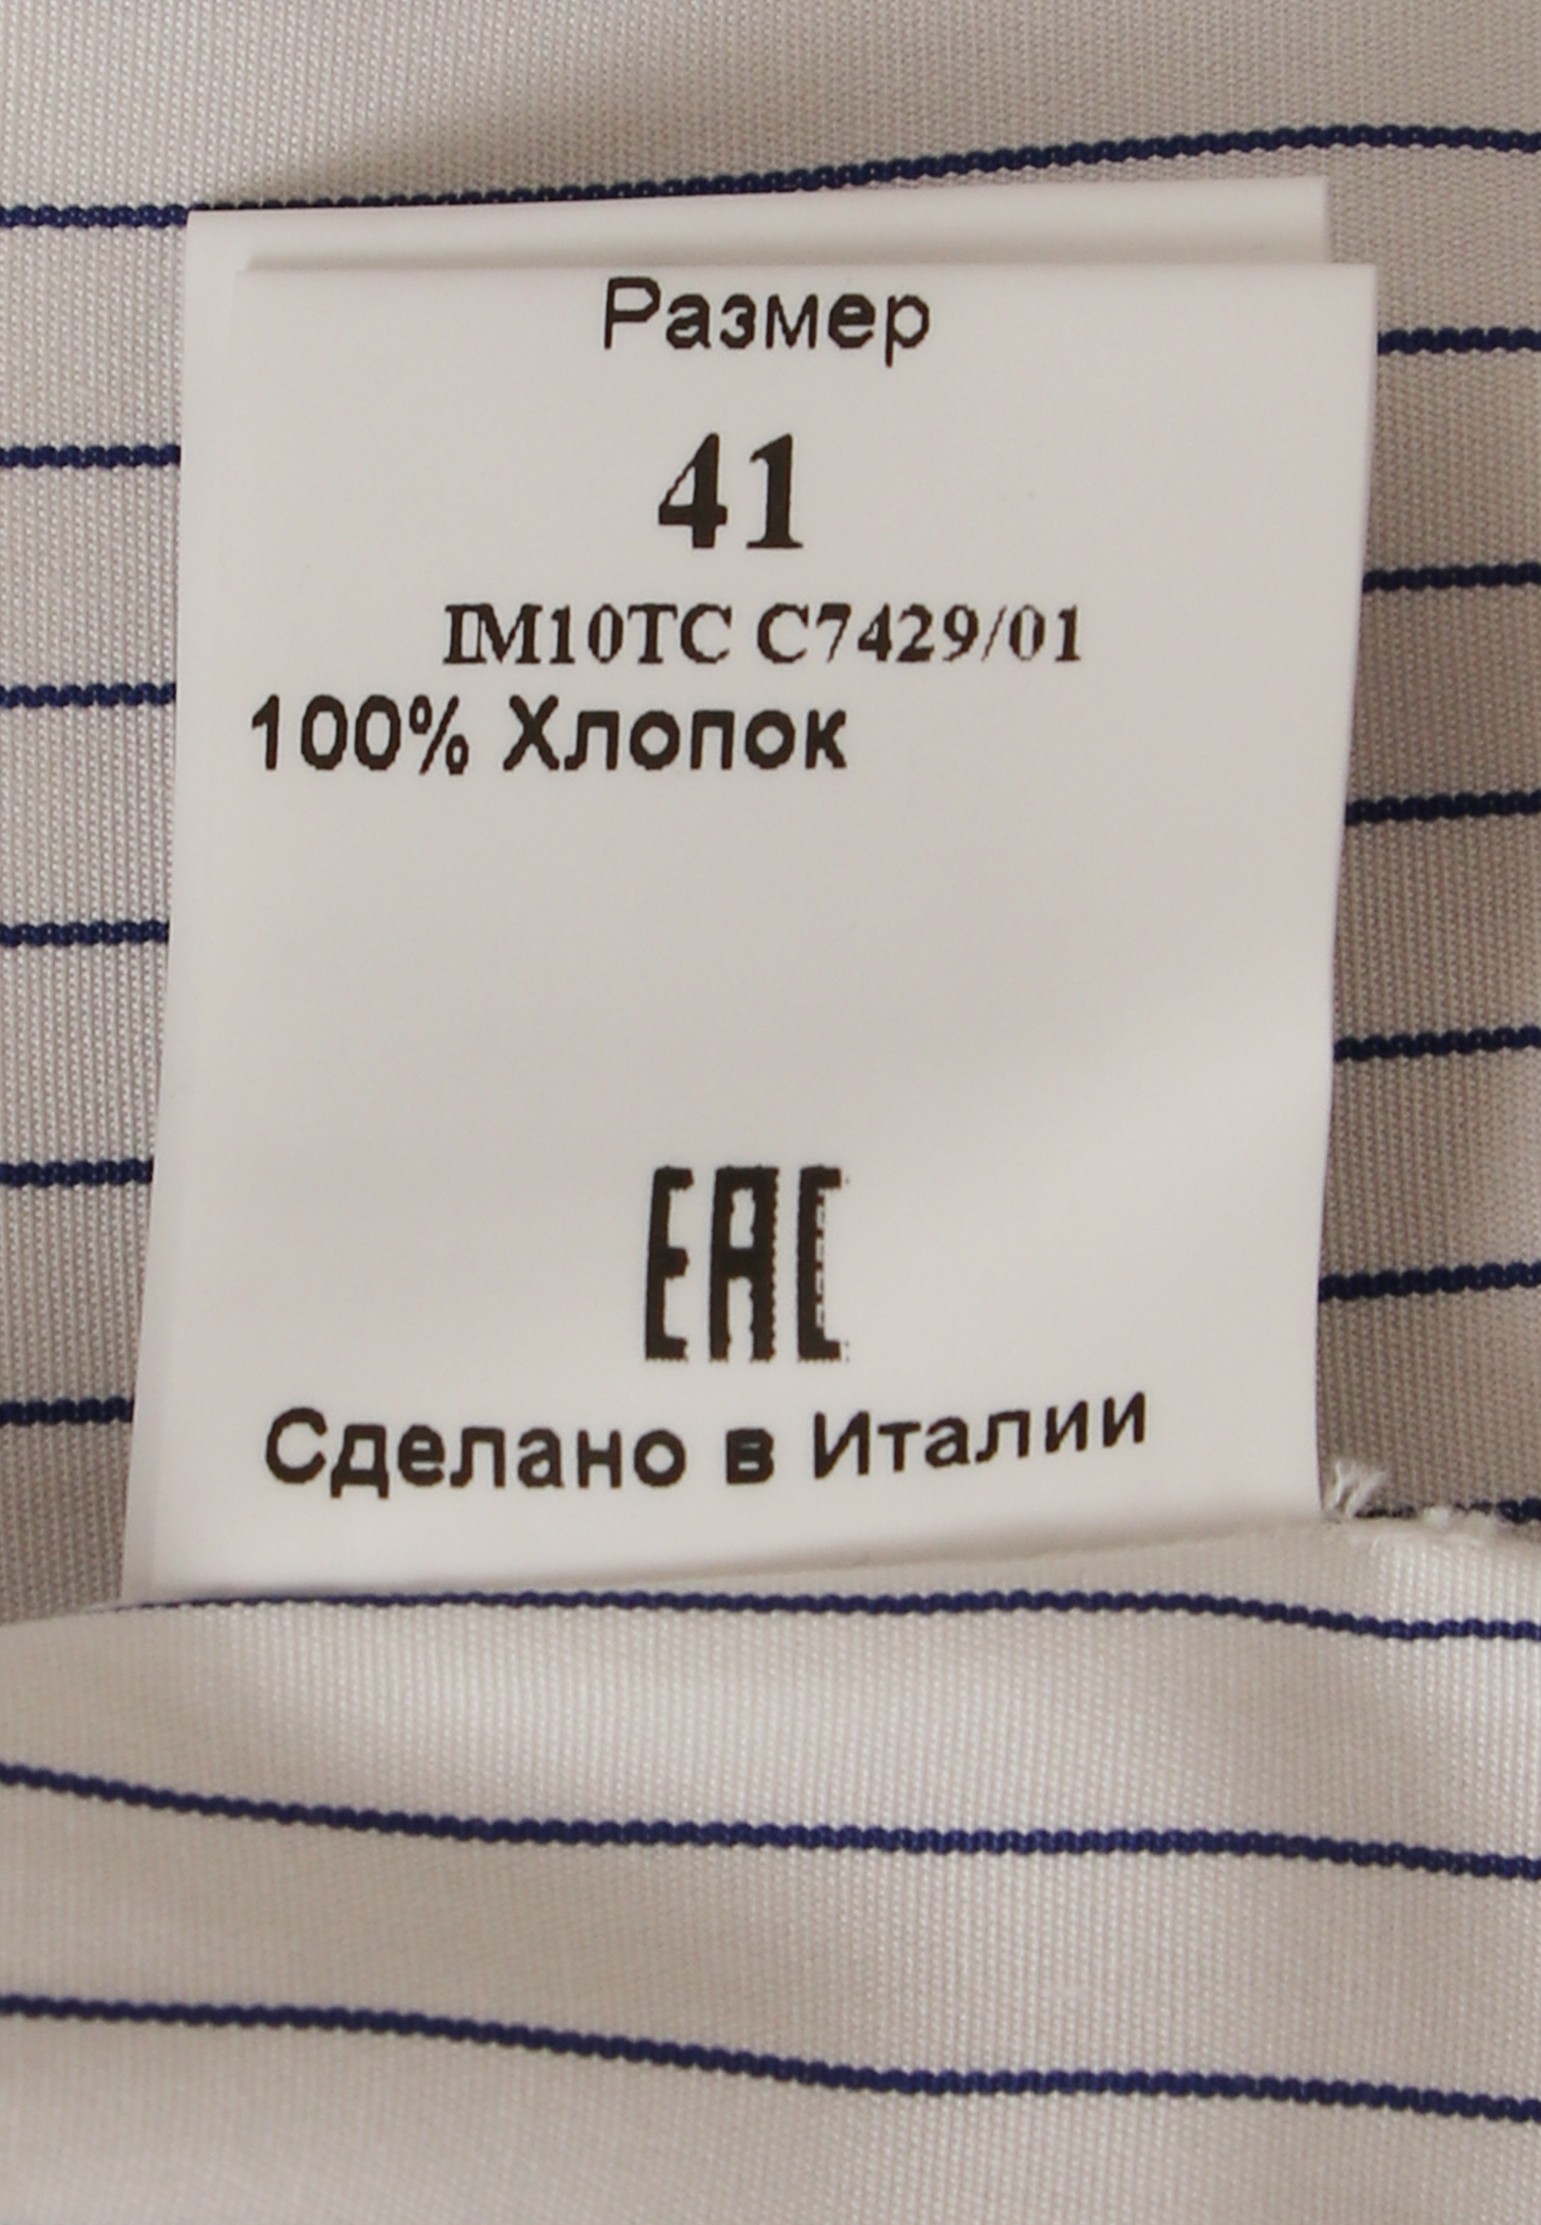 Размер
41
IM10TC C7429/01
100% Хлопок
EAC
Сделано в Италии